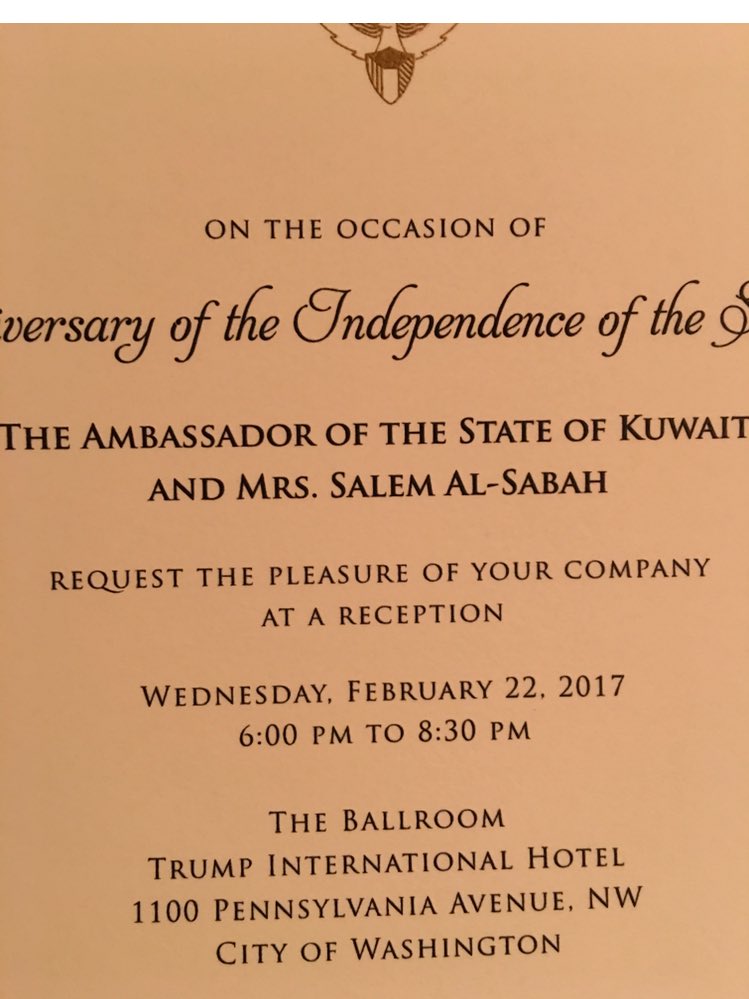 ON THE OCCASION OF
of the Independence of the
THE AMBASSADOR OF THE STATE OF KUWAIT
AND MRS. SALEM AL-SABAH
REQUEST THE PLEASURE OF YOUR COMPANY
AT A RECEPTION
WEDNESDAY, FEBRUARY 22, 2017
6:00 PM TO 8:30 PM
THE BALLROOM
TRUMP INTERNATIONAL HOTEL
1100 PENNSYLVANIA AVENUE, NW
CITY OF WASHINGTON